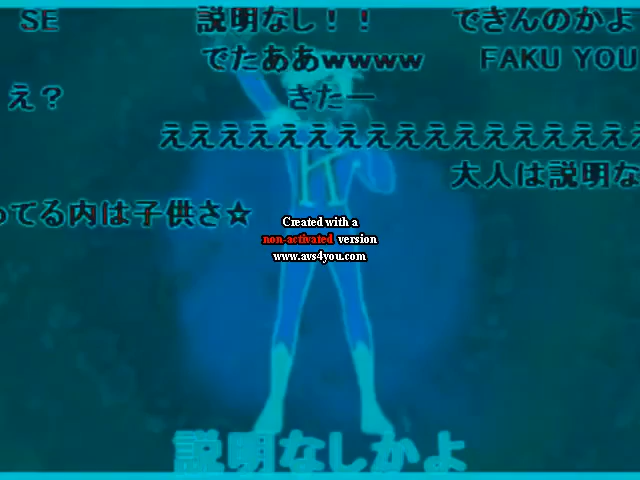 SE 説明なし！！ できんのかよ
でたああwwww FAKU YOU
え？ きたー
えええええええええええええええええ
大人は説明な
ってる内は子供さ☆
K
Created with a
non-activated version
www.avs4you.com
説明なしかよ